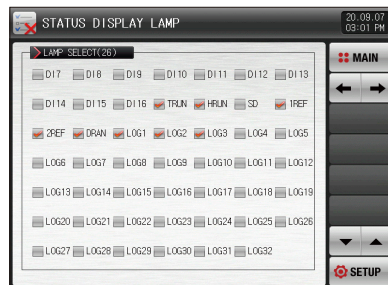 STATUS DISPLAY LAMP
20.09.07
03:01 PM
LAMP SELECT(26)
DI7 DI8 DI9 DI10 DI11 DI12 DI13
DI14 DI15 DI16 TRUN HRUN SD 1REF
2REF DRAN LOG1 LOG2 LOG3 LOG4 LOG5
LOG6 LOG7 LOG8 LOG9 LOG10 LOG11 LOG12
LOG13 LOG14 LOG15 LOG16 LOG17 LOG18 LOG19
LOG20 LOG21 LOG22 LOG23 LOG24 LOG25 LOG26
LOG27 LOG28 LOG29 LOG30 LOG31 LOG32
MAIN
SETUP